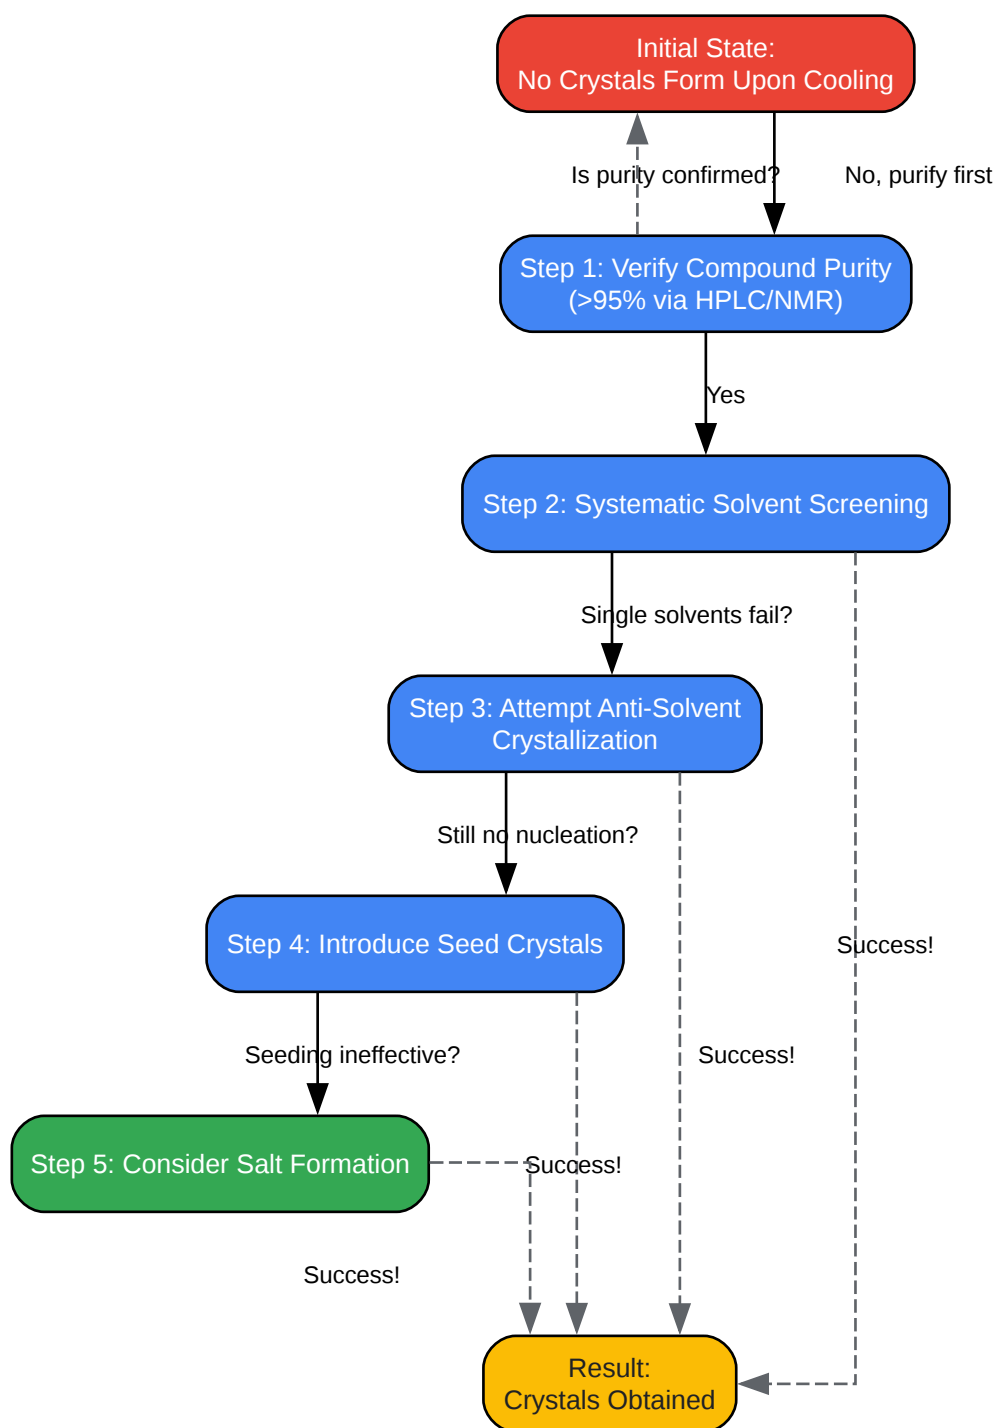 Initial State:
No Crystals Form Upon Cooling
Is purity confirmed?
No, purify first
Step 1: Verify Compound Purity
(>95% via HPLC/NMR)
Yes
Step 2: Systematic Solvent Screening
Single solvents fail?
Step 3: Attempt Anti-Solvent
Crystallization
Still no nucleation?
Step 4: Introduce Seed Crystals
Success!
Seeding ineffective?
Success!
Step 5: Consider Salt Formation
Success!
Success!
Result:
Crystals Obtained